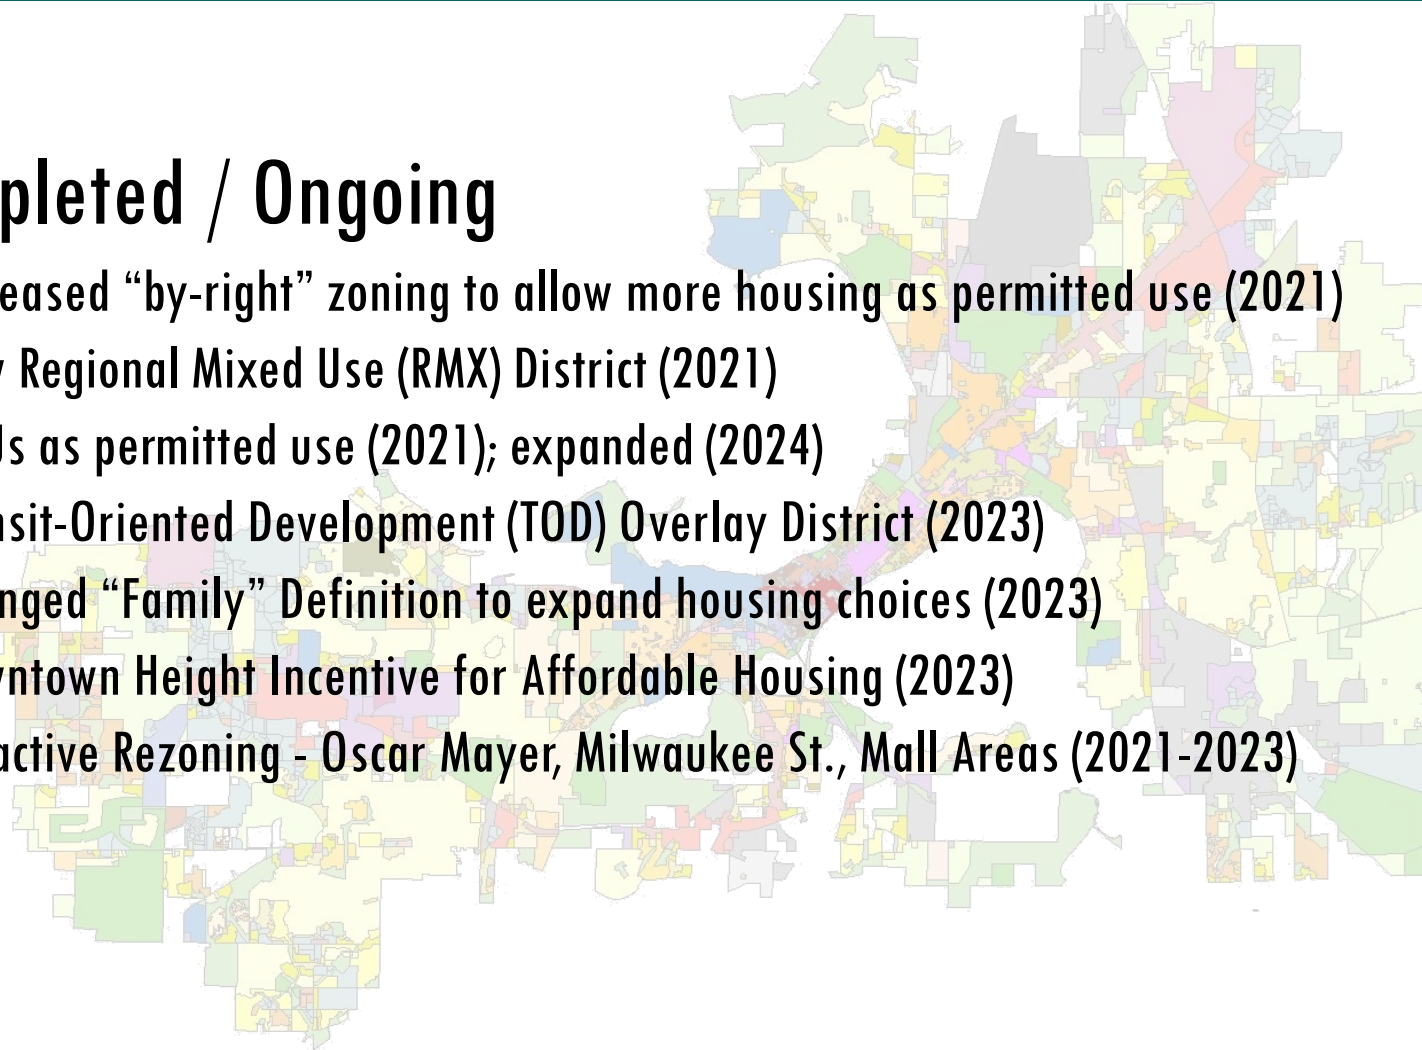 pleted / Ongoing
eased “by-right” zoning to allow more housing as permitted use (2021)
Regional Mixed Use (RMX) District (2021)
Us as permitted use (2021); expanded (2024)
nsit-Oriented Development (TOD) Overlay District (2023)
nged “Family” Definition to expand housing choices (2023)
ntown Height Incentive for Affordable Housing (2023)
active Rezoning - Oscar Mayer, Milwaukee St., Mall Areas (2021-2023)